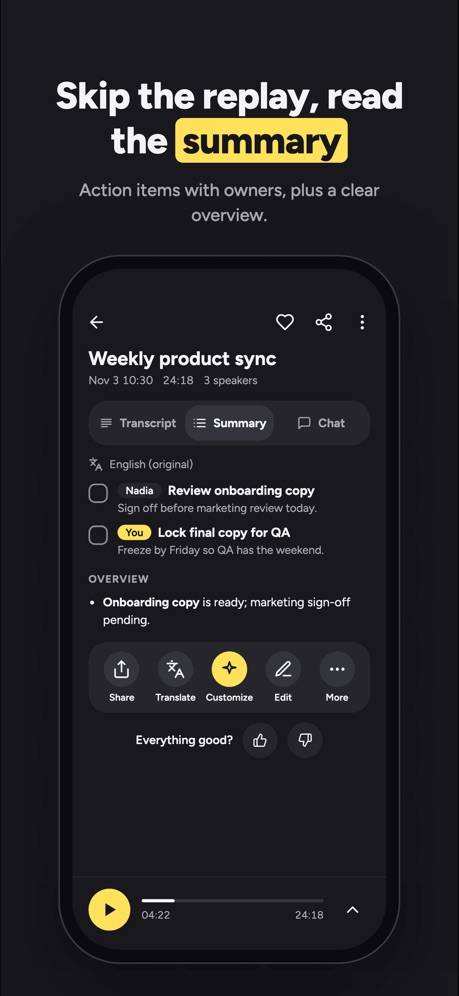 Skip the replay, read
the summary
Action items with owners, plus a clear
overview.
Weekly product sync
Nov 3 10:30 24:18 3 speakers
Transcript Summary Chat
English (original)
Nadia Review onboarding copy
Sign off before marketing review today.
You Lock final copy for QA
Freeze by Friday so QA has the weekend.
OVERVIEW
• Onboarding copy is ready; marketing sign-off
pending.
Share Translate Customize Edit More
Everything good?
04:22 24:18